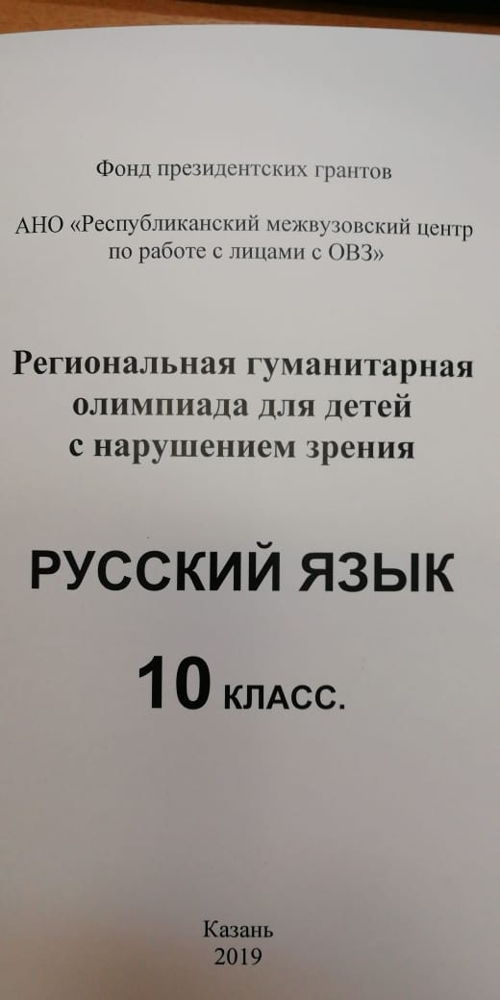 Фонд президентских грантов
АНО «Республиканский межвузовский центр
по работе с лицами с ОВЗ»
Региональная гуманитарная
олимпиада для детей
с нарушением зрения
РУССКИЙ ЯЗЫК
10 КЛАСС.
Казань
2019